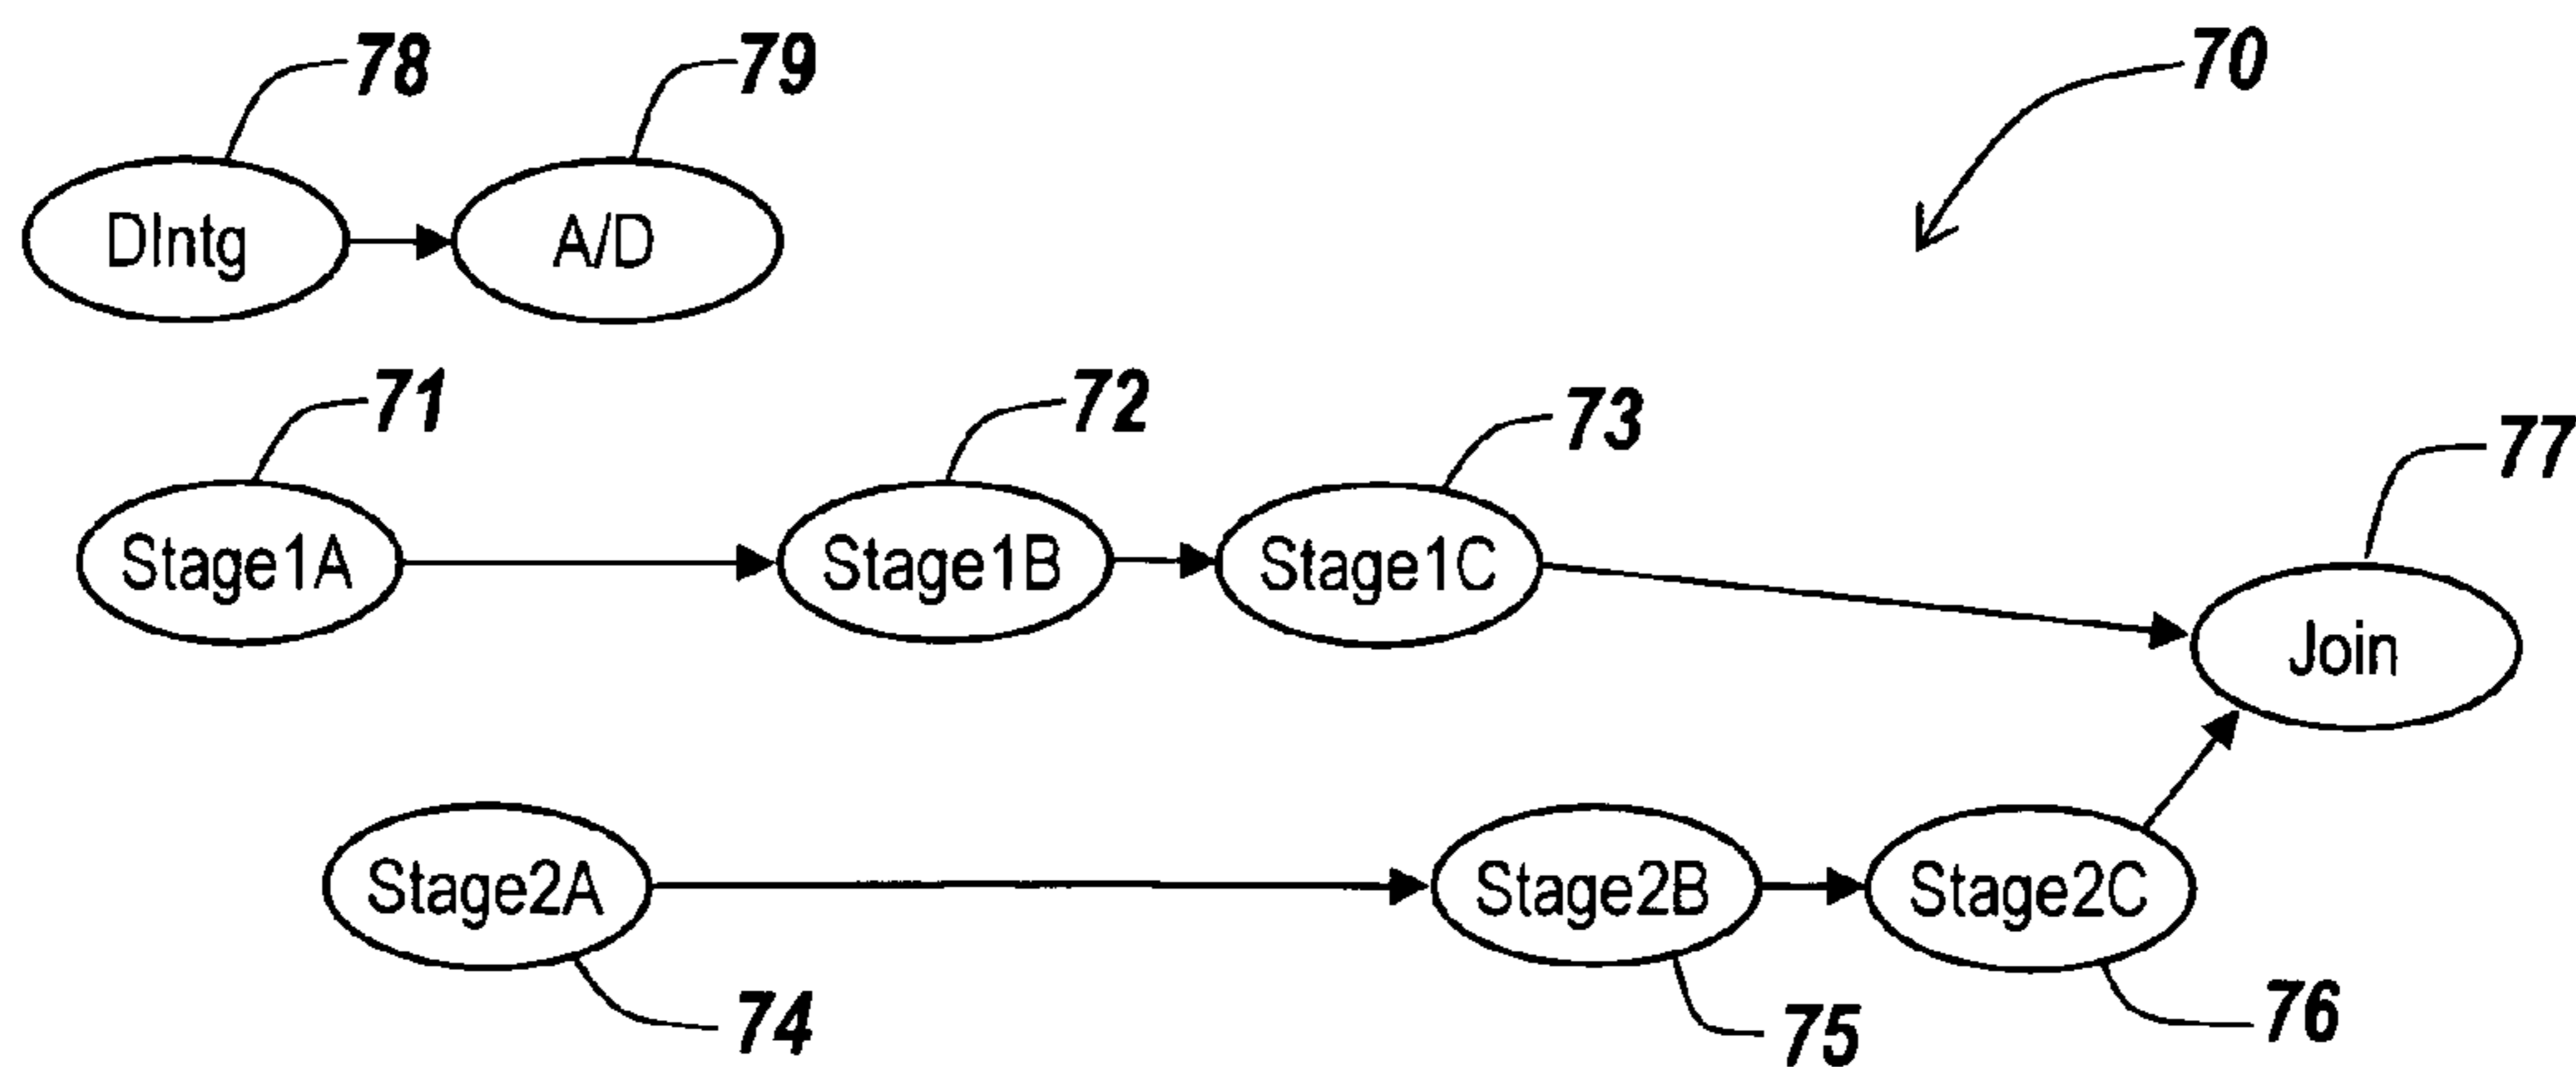 78 79 70
DIntg A/D
71 72 73 77
Stage1A Stage1B Stage1C
Join
Stage2A Stage2B Stage2C
74 75 76